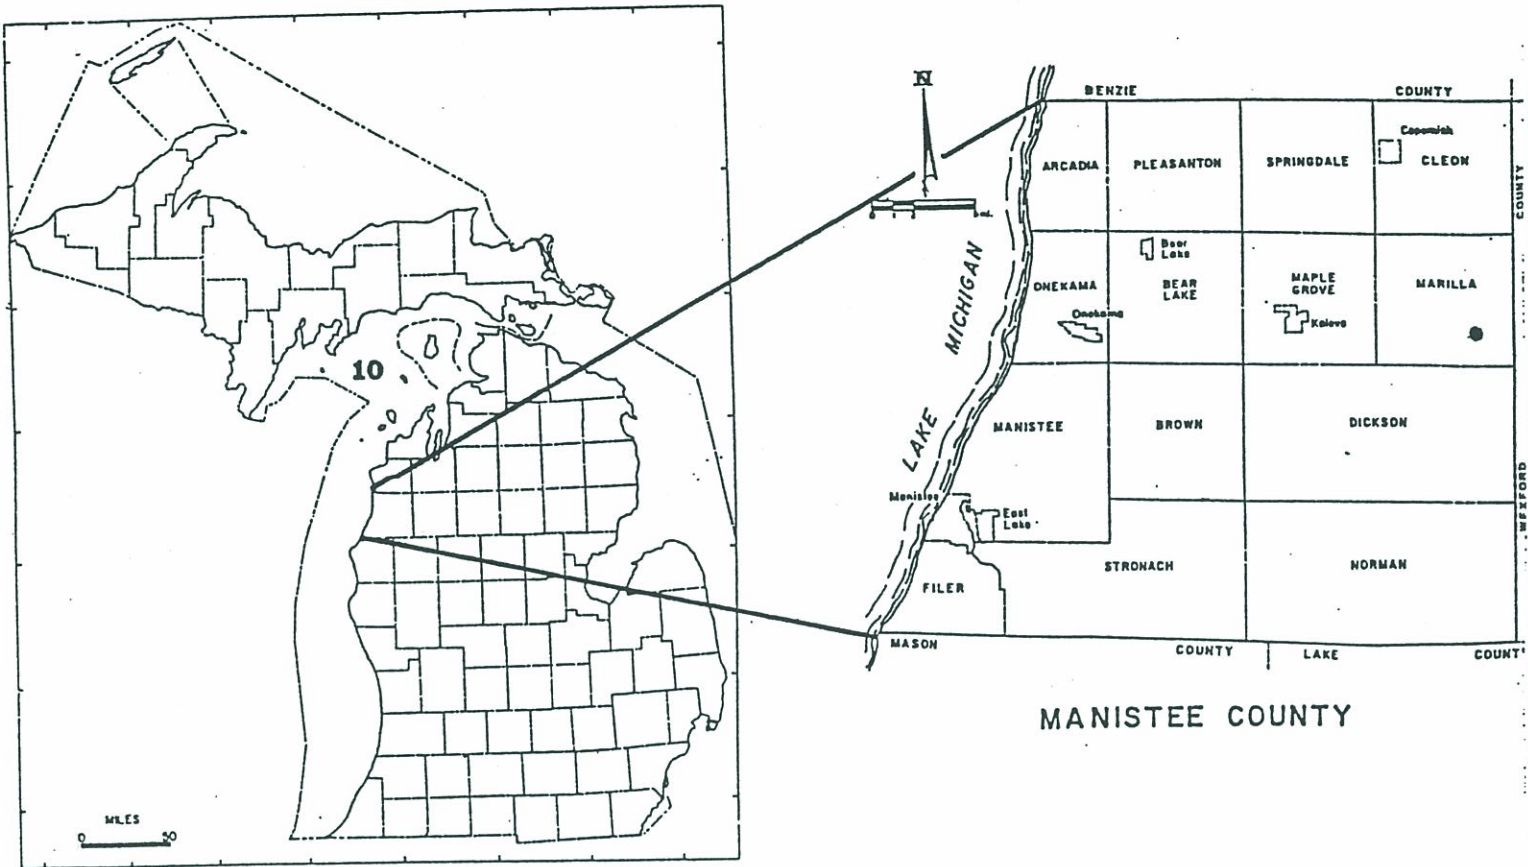 10
MILES
0 50
N
BENZIE COUNTY
ARCADIA
PLEASANTON
SPRINGDALE
Copemish
CLEON
COUNTY
Bear
Lake
ONEKAMA
Onekama
BEAR
LAKE
MAPLE
GROVE
Kaleva
MARILLA
LAKE MICHIGAN
MANISTEE
BROWN
DICKSON
Manistee
East
Lake
WEXFORD
FILER
STRONACH
NORMAN
MASON COUNTY
LAKE COUNT
MANISTEE COUNTY